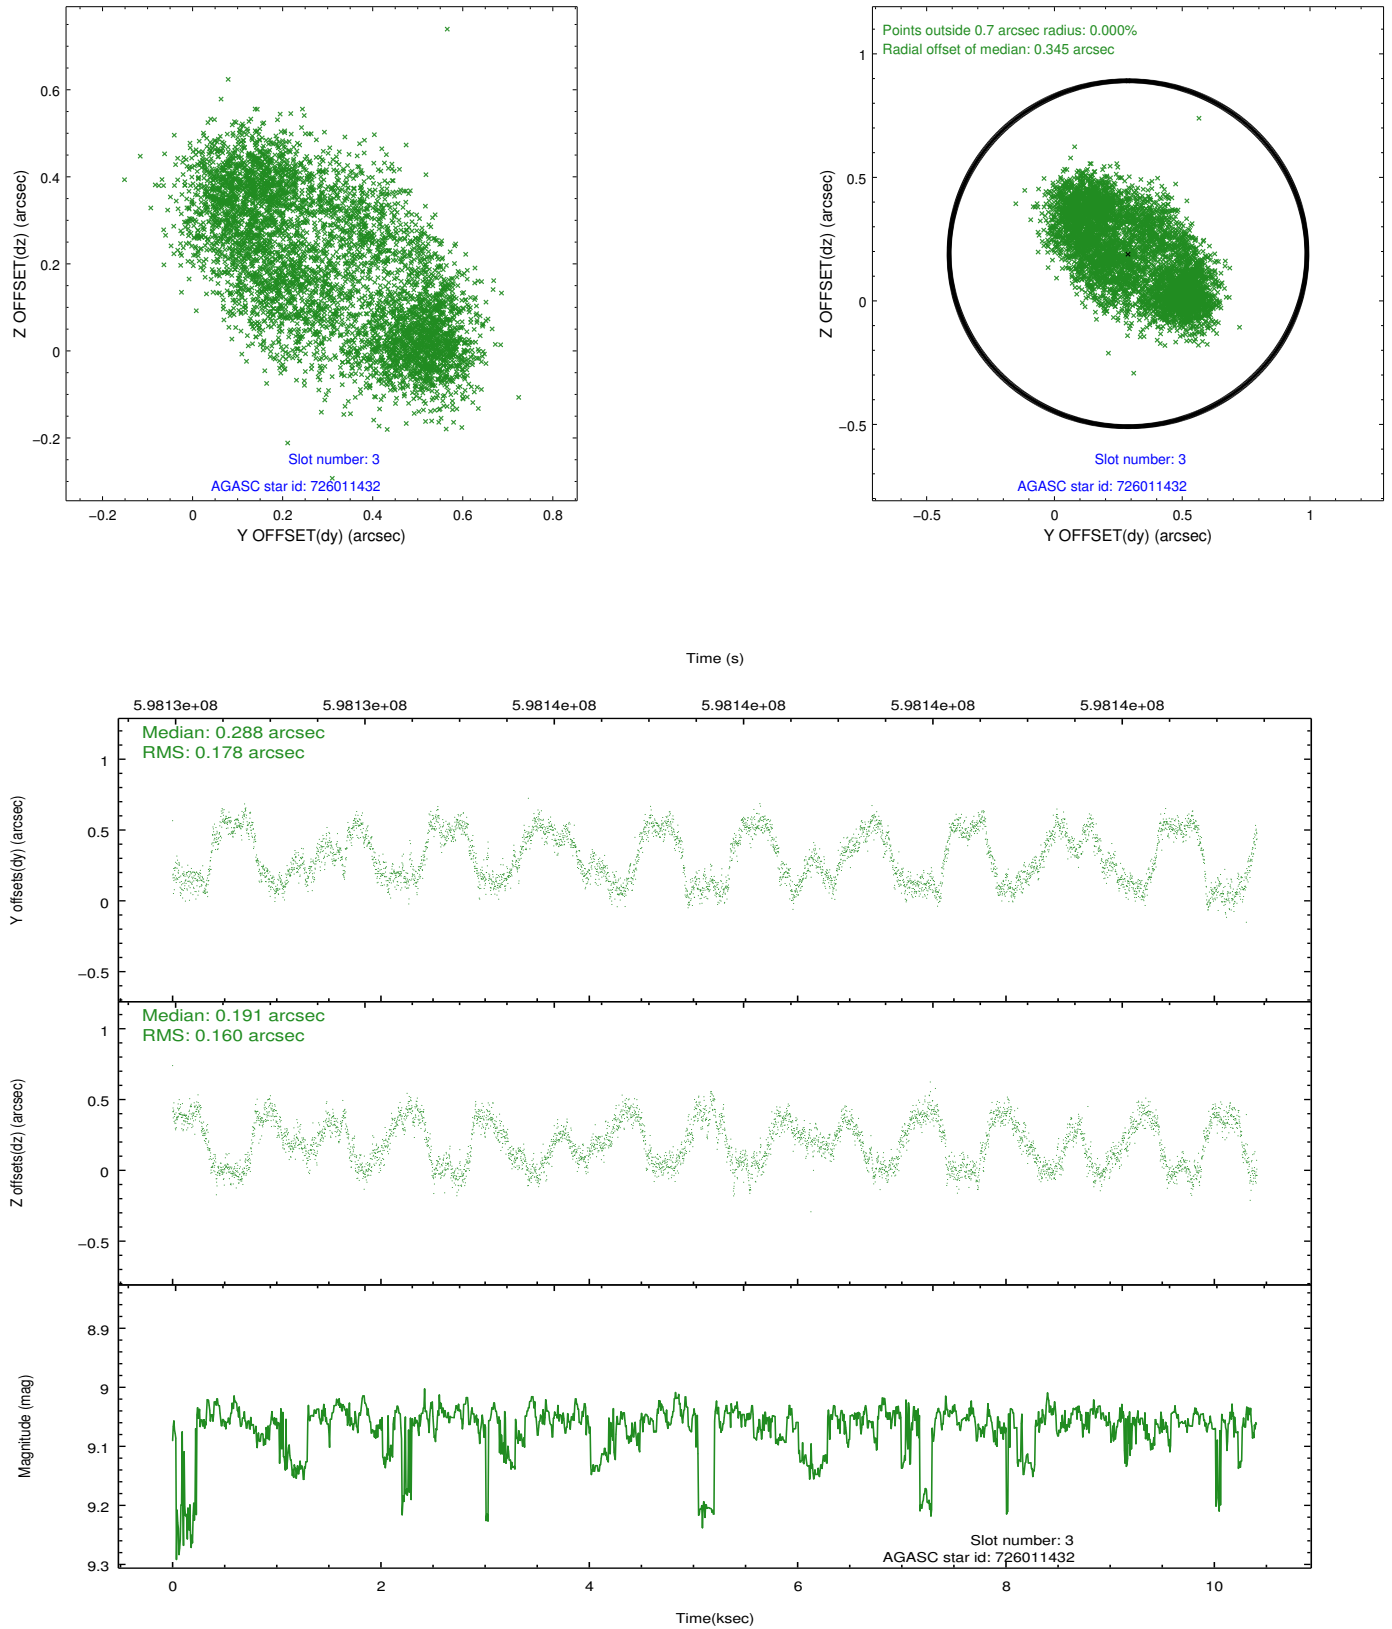 0.6
0.4
0.2
0
−0.2
Z OFFSET(dz) (arcsec)
Slot number: 3
AGASC star id: 726011432
−0.2 0 0.2 0.4 0.6 0.8
Y OFFSET(dy) (arcsec)
Points outside 0.7 arcsec radius: 0.000%
Radial offset of median: 0.345 arcsec
1
0.5
0
−0.5
Z OFFSET(dz) (arcsec)
Slot number: 3
AGASC star id: 726011432
−0.5 0 0.5 1
Y OFFSET(dy) (arcsec)
Time (s)
5.9813e+08 5.9813e+08 5.9814e+08 5.9814e+08 5.9814e+08 5.9814e+08
Median: 0.288 arcsec
RMS: 0.178 arcsec
1
0.5
0
−0.5
Y offsets(dy) (arcsec)
Median: 0.191 arcsec
RMS: 0.160 arcsec
1
0.5
0
−0.5
Z offsets(dz) (arcsec)
8.9
9
9.1
9.2
9.3
Magnitude (mag)
Slot number: 3
AGASC star id: 726011432
0 2 4 6 8 10
Time(ksec)